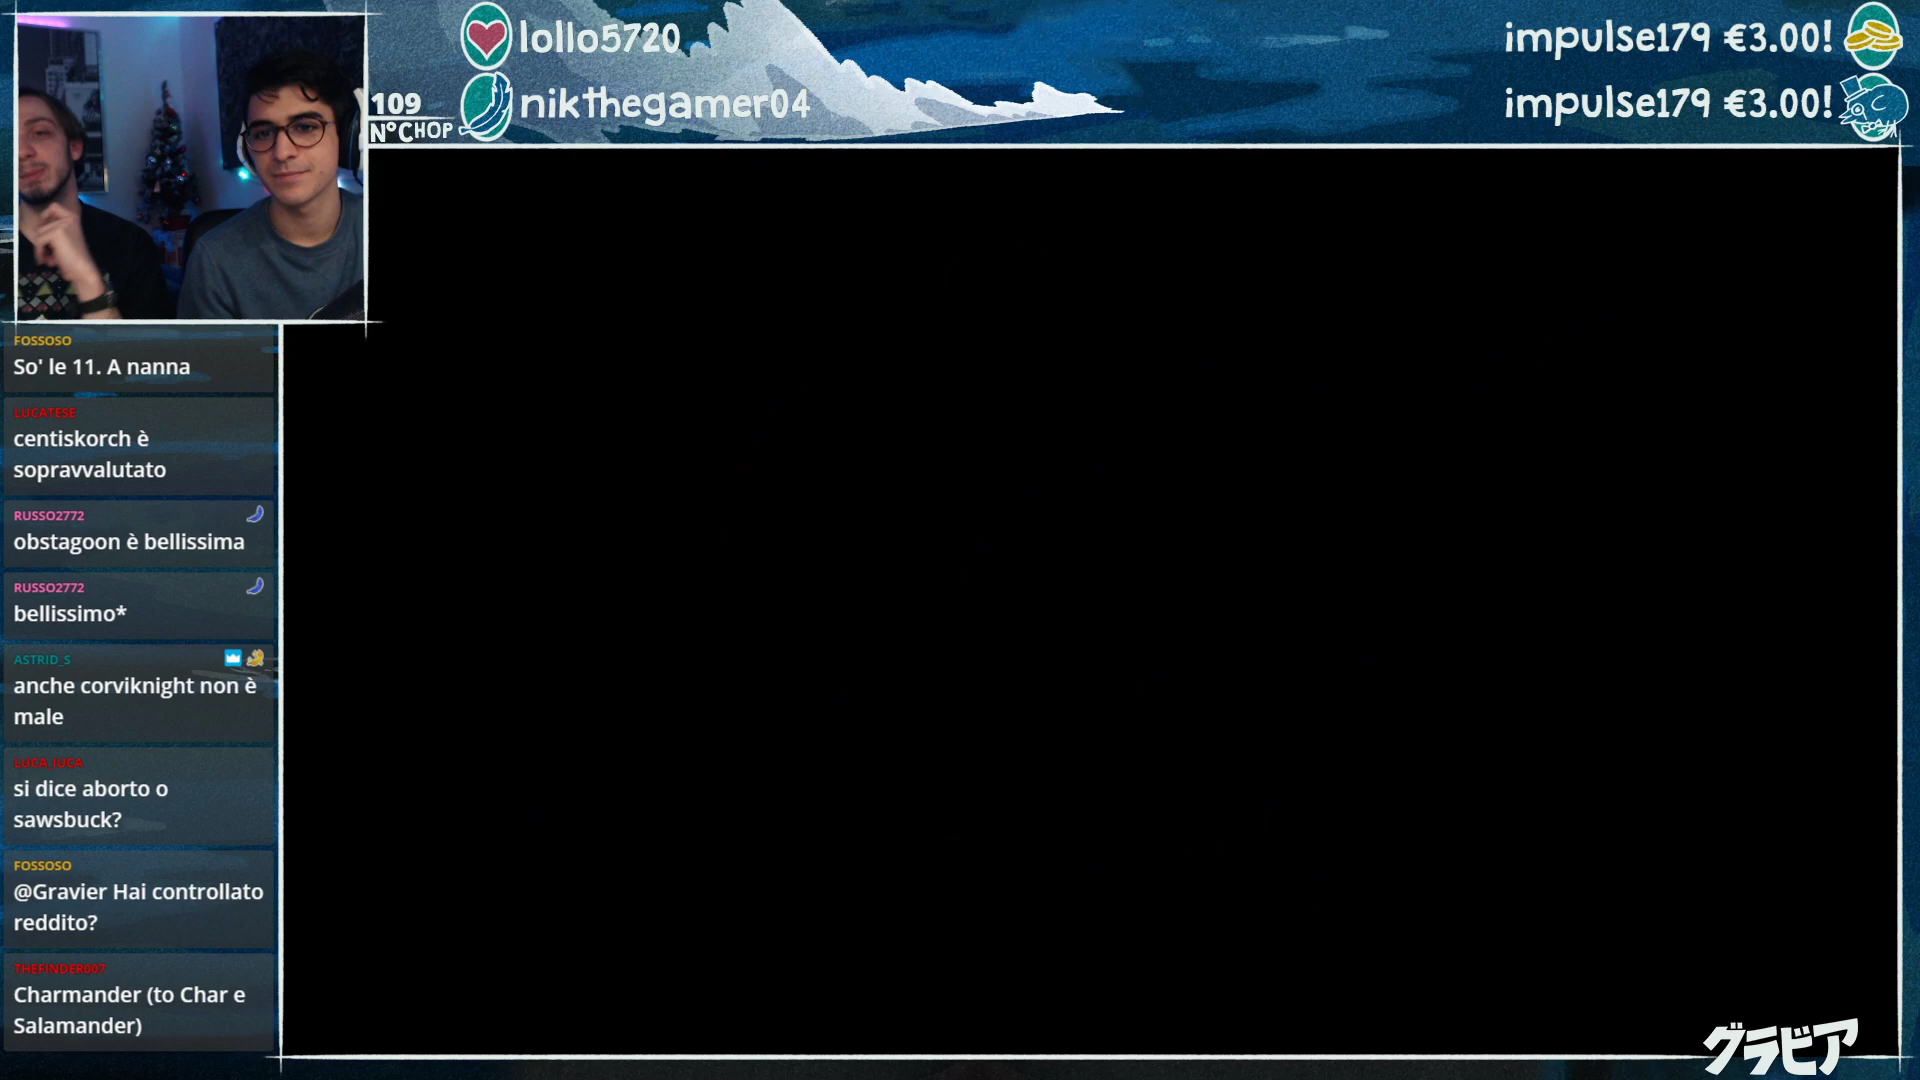 lollo5720
nikthegamer04
109
N°CHOP
impulse179 €3.00!
impulse179 €3.00!
FOSSOSO
So' le 11. A nanna
LUCATESE
centiskorch è
sopravvalutato
RUSSO2772
obstagoon è bellissima
RUSSO2772
bellissimo*
ASTRID_S
anche corviknight non è
male
si dice aborto o
sawsbuck?
FOSSOSO
@Gravier Hai controllato
reddito?
THEFINDER007
Charmander (to Char e
Salamander)
グラビア